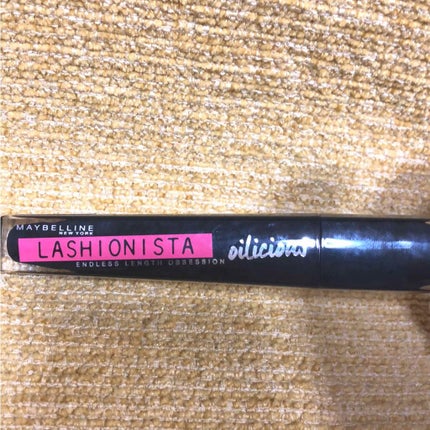 MAYBELLINE
NEW YORK
LASHIONISTA
oilicious
ENDLESS LENGTH OBSESSION